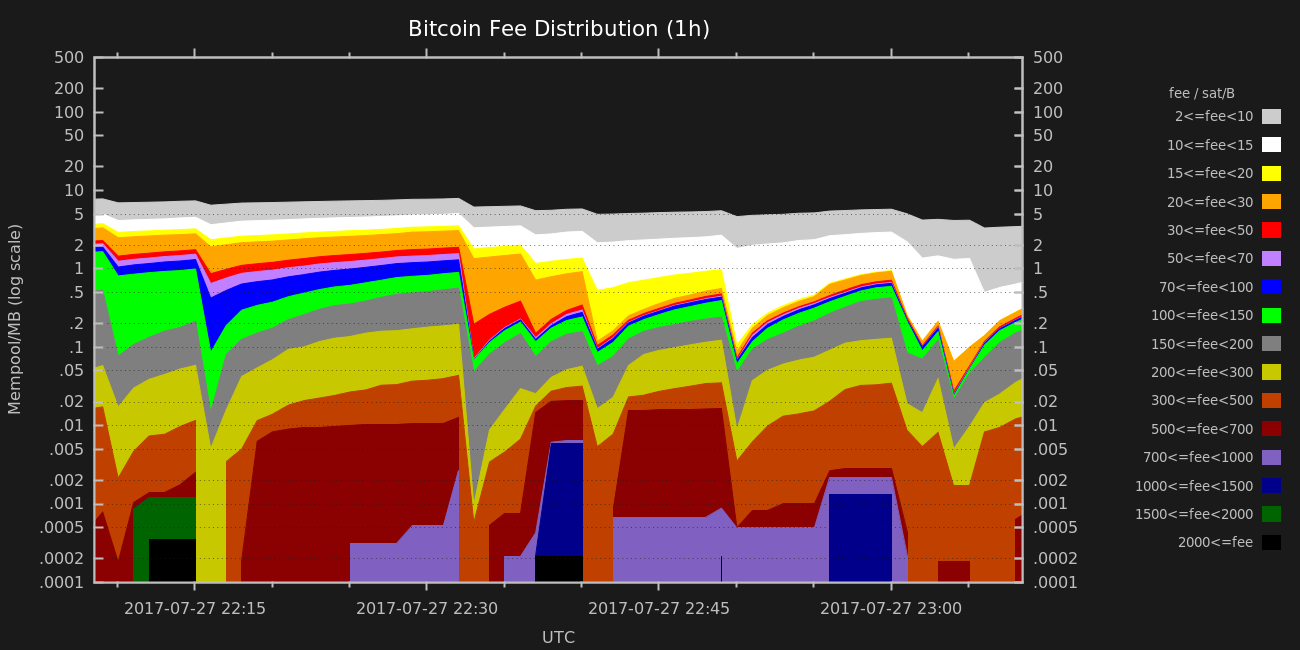 Bitcoin Fee Distribution (1h)
Mempool/MB (log scale)
500
200
100
50
20
10
5
2
1
.5
.2
.1
.05
.02
.01
.005
.002
.001
.0005
.0002
.0001
500
200
100
50
20
10
5
2
1
.5
.2
.1
.05
.02
.01
.005
.002
.001
.0005
.0002
.0001
2017-07-27 22:15
2017-07-27 22:30
2017-07-27 22:45
2017-07-27 23:00
UTC
fee / sat/B
2<=fee<10
10<=fee<15
15<=fee<20
20<=fee<30
30<=fee<50
50<=fee<70
70<=fee<100
100<=fee<150
150<=fee<200
200<=fee<300
300<=fee<500
500<=fee<700
700<=fee<1000
1000<=fee<1500
1500<=fee<2000
2000<=fee